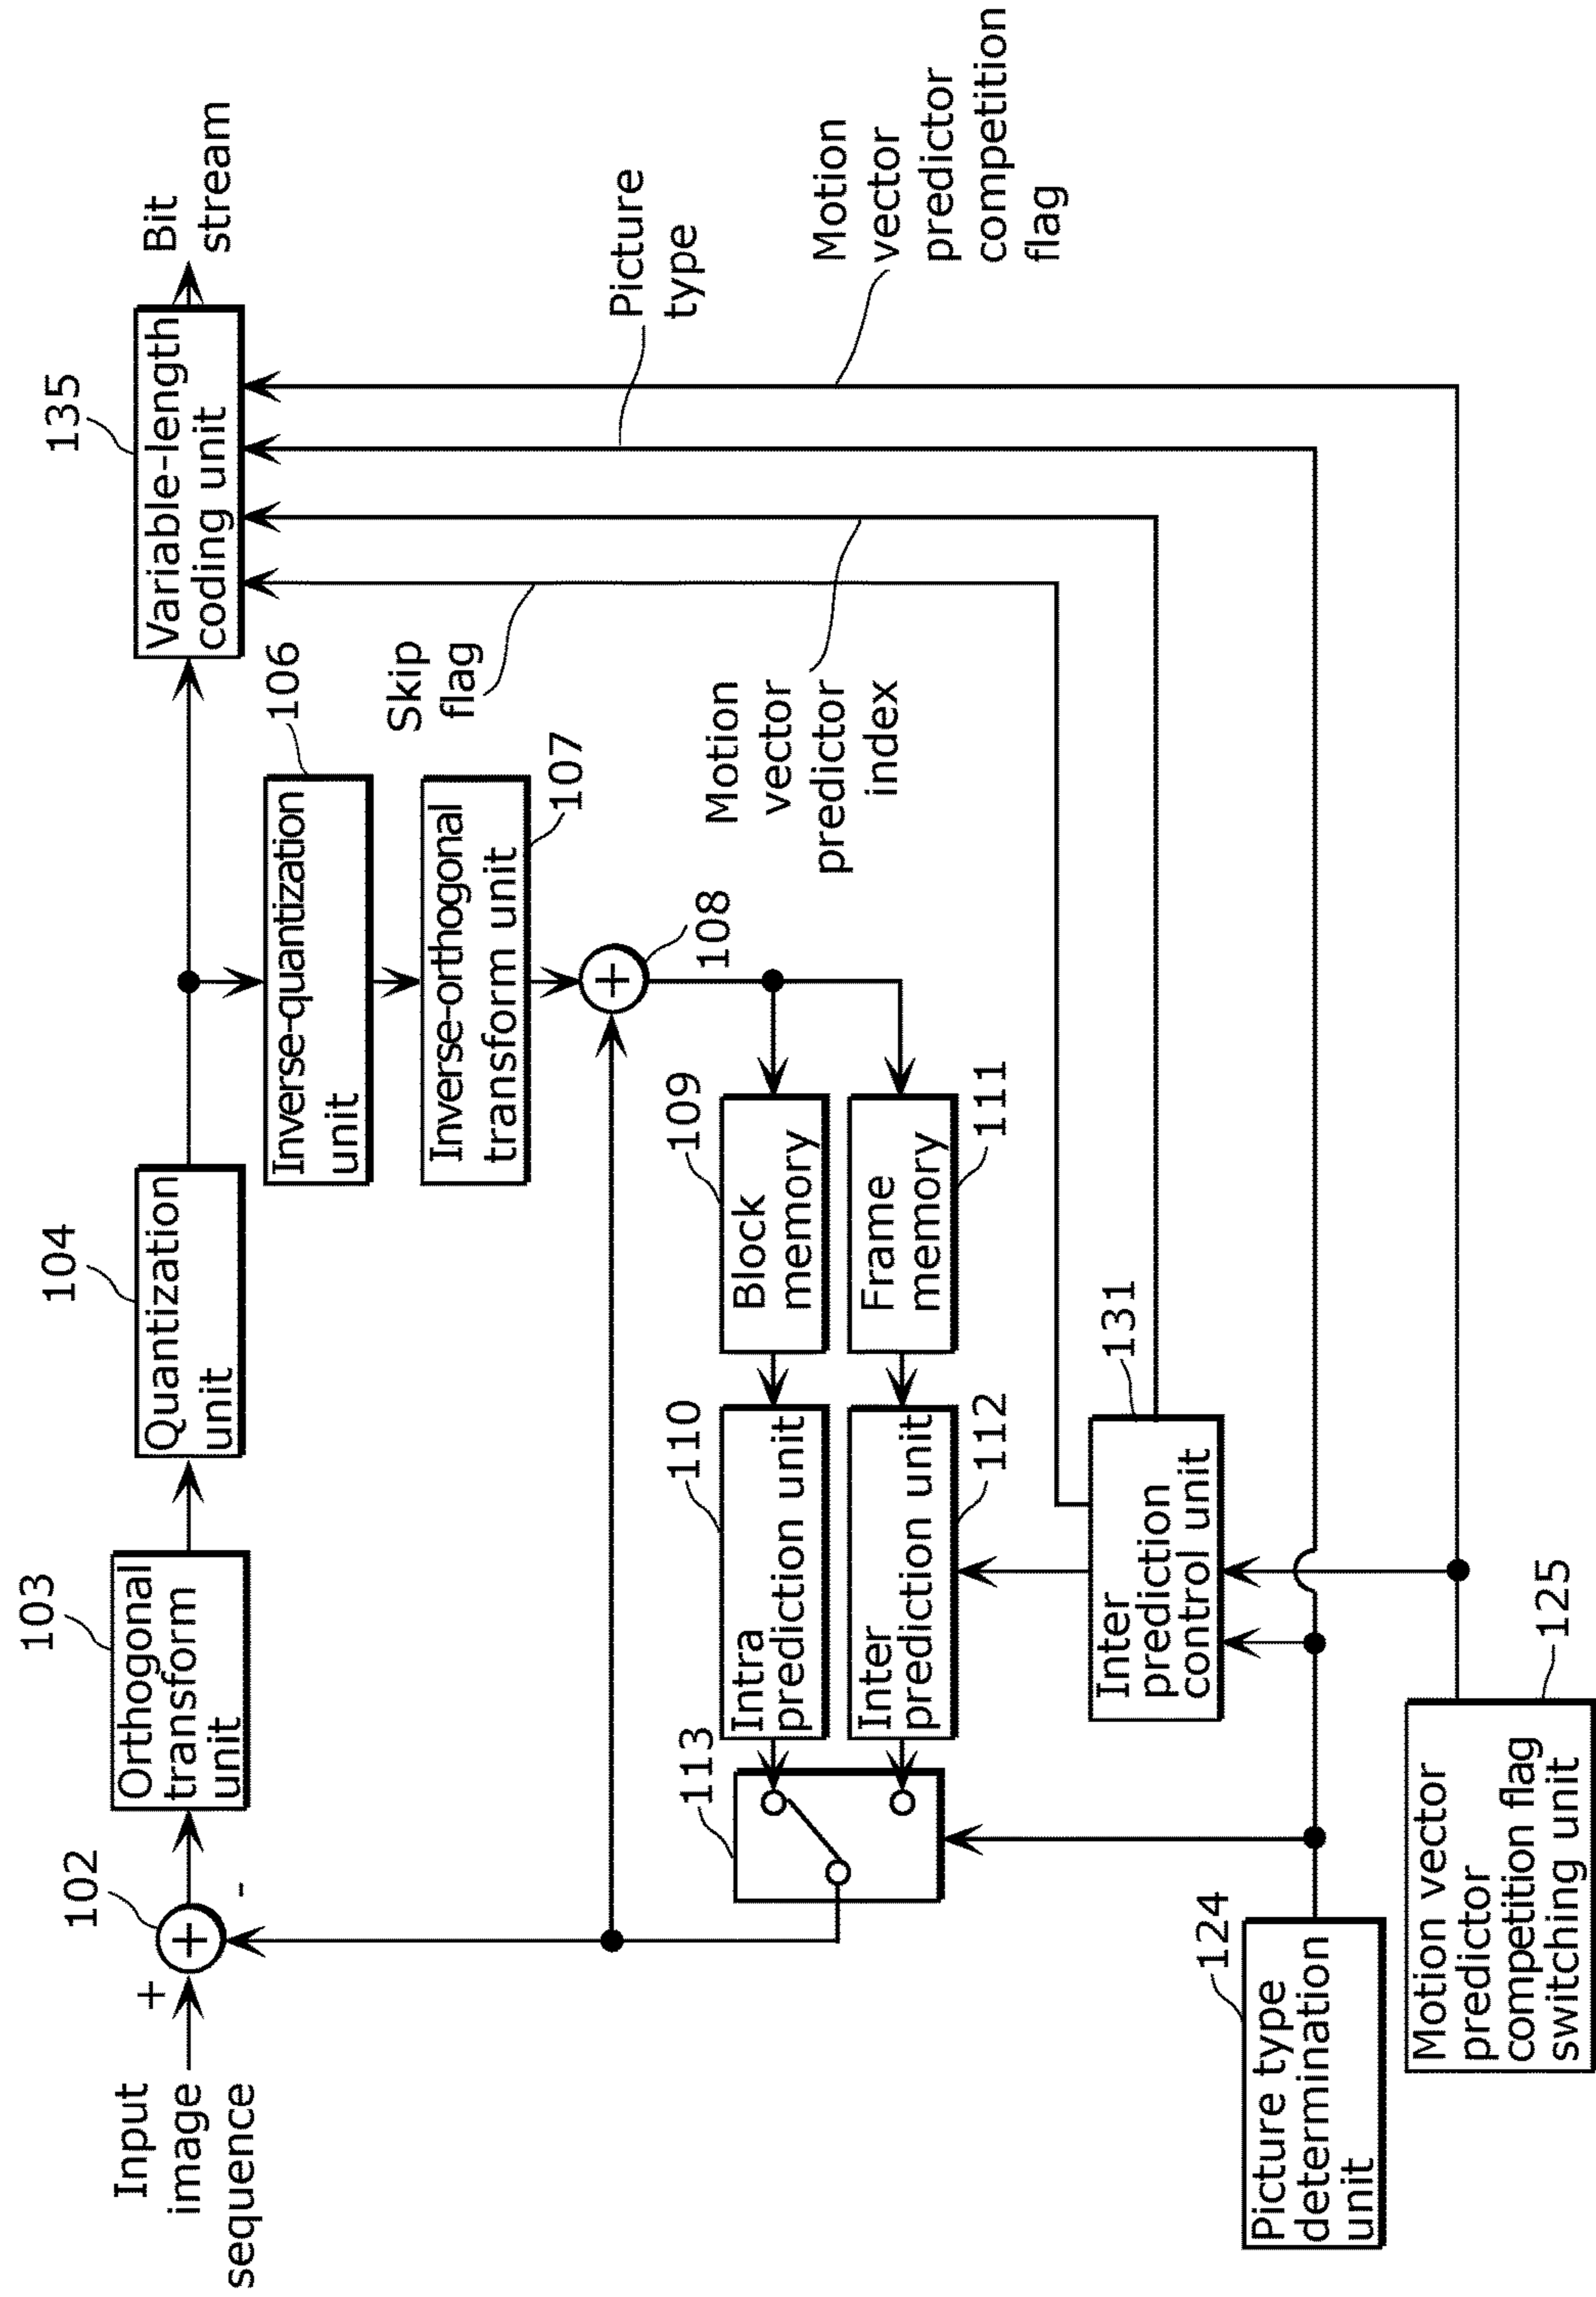 102
103
104
135
Input
image
sequence
+
-
+
Orthogonal
transform
unit
Quantization
unit
Variable-length
coding unit
Bit
stream
106
Inverse-quantization
unit
Inverse-orthogonal
transform unit
107
Skip
flag
Picture
type
+
108
113
110
109
Intra
prediction unit
Block
memory
Motion
vector
predictor
index
Motion
vector
predictor
competition
flag
Inter
prediction unit
Frame
memory
112
111
131
Inter
prediction
control unit
124
Picture type
determination
unit
Motion vector
predictor
competition flag
switching unit
125